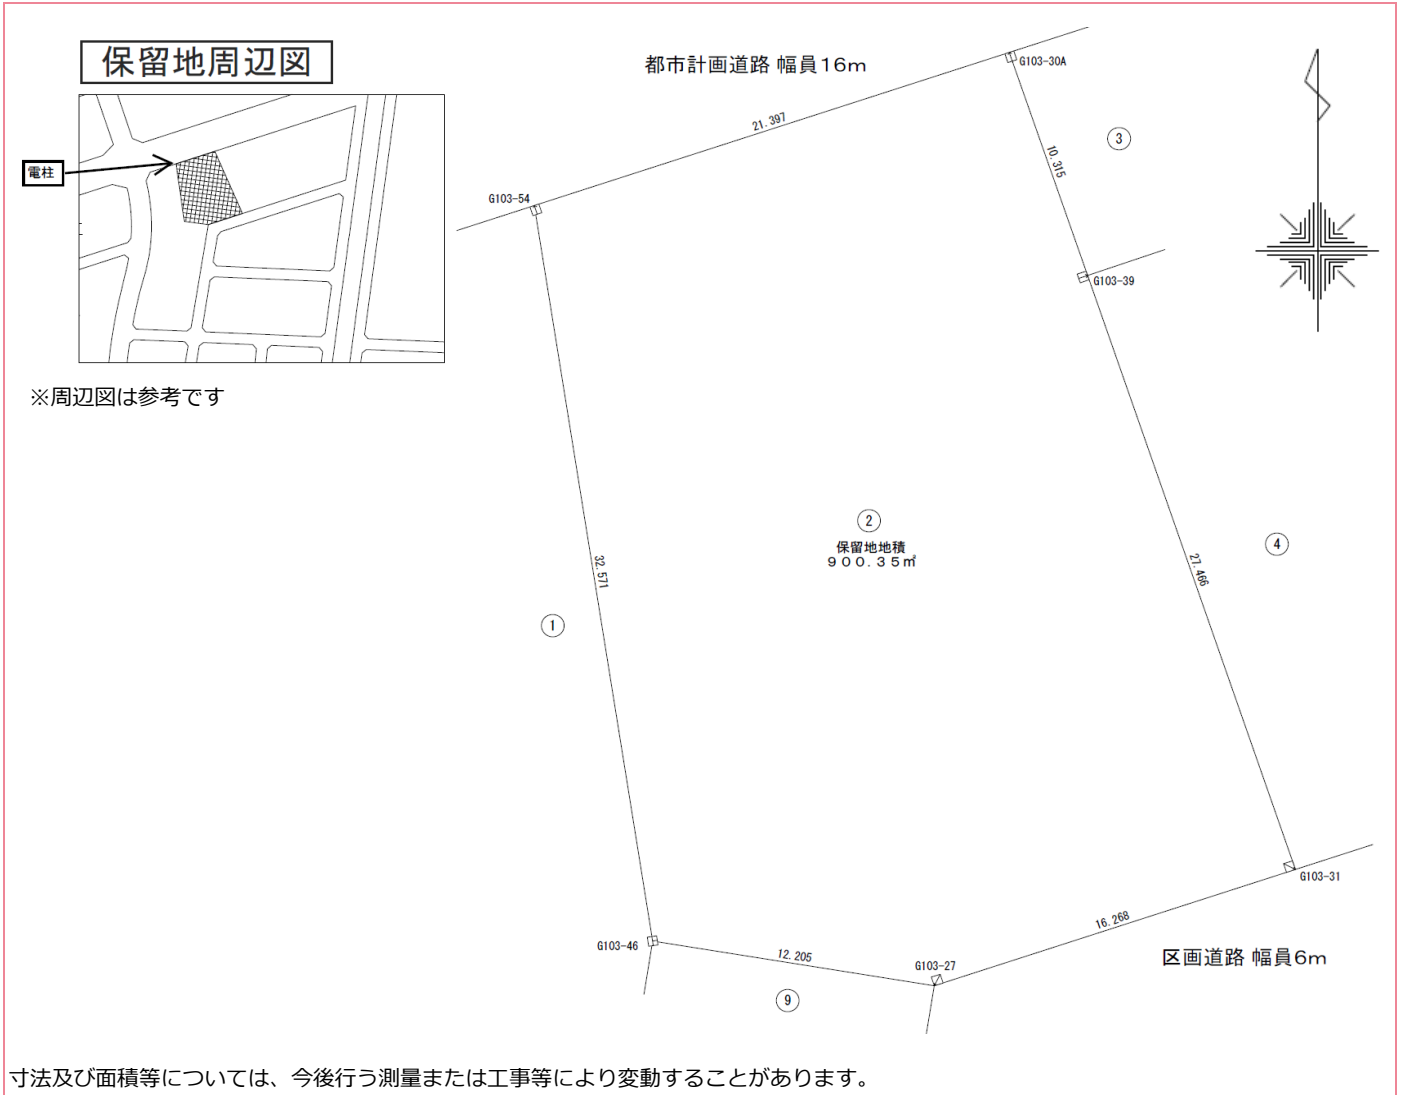 保留地周辺図
電柱
※周辺図は参考です
都市計画道路 幅員16m
G103-30A
21.397
③
10.315
G103-54
G103-39
②
保留地地積
900.35㎡
④
32.571
27.466
①
G103-31
16.268
G103-46
12.205
G103-27
区画道路 幅員6m
⑨
寸法及び面積等については、今後行う測量または工事等により変動することがあります。